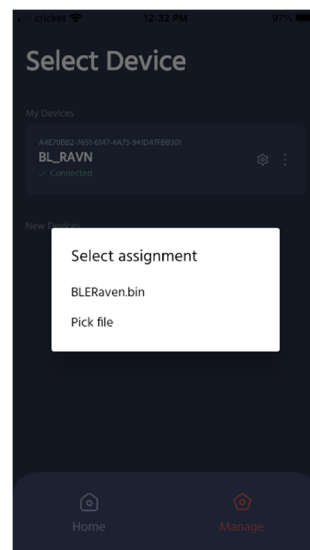 cricket 12:32 PM 97%
Select Device
My Devices
A4E70BB2-7651-6147-4A73-941D47FBB301
BL_RAVN
Connected
New Devices
Select assignment
BLERaven.bin
Pick file
Home
Manage